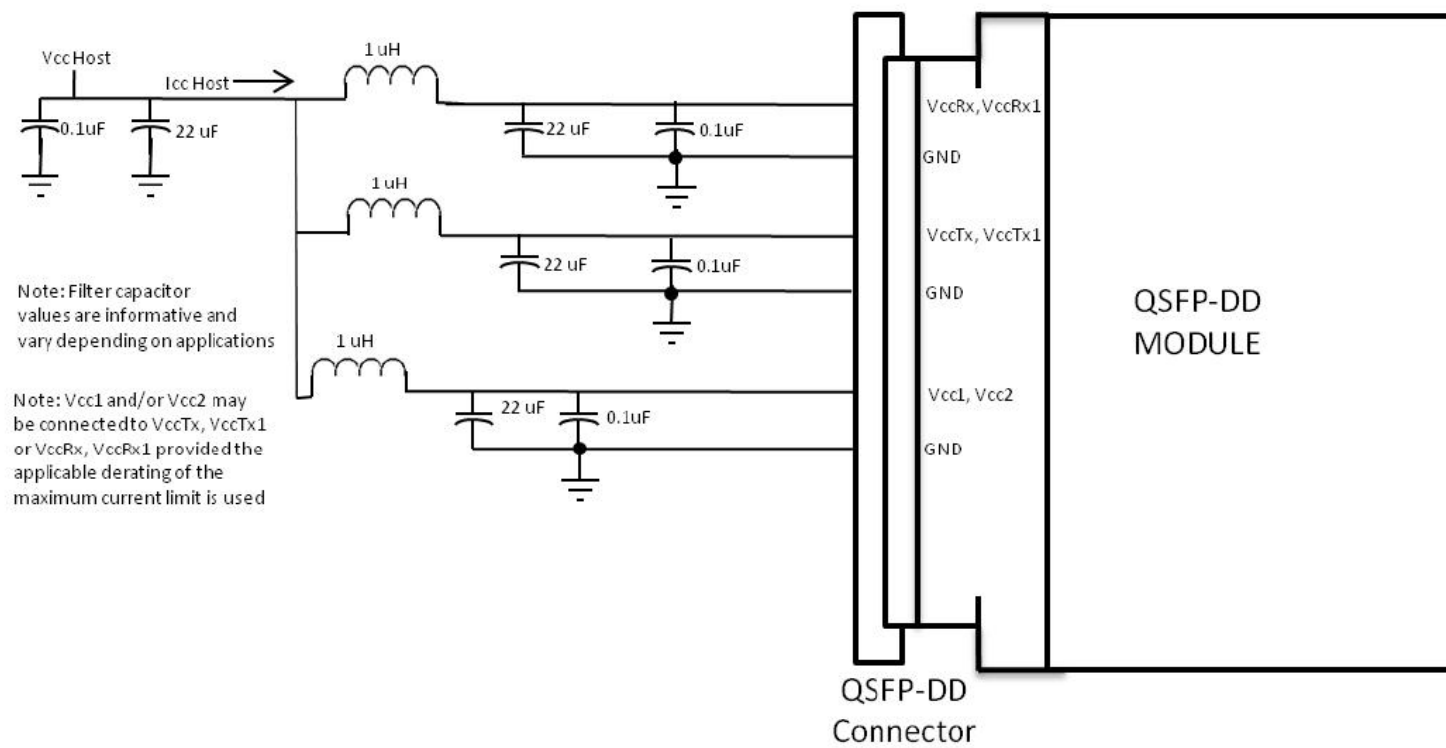 1 uH
Vcc Host
Icc Host
0.1uF
22 uF
22 uF
0.1uF
VccRx, VccRx1
GND
1 uH
22 uF
0.1uF
VccTx, VccTx1
GND
Note: Filter capacitor
values are informative and
vary depending on applications
QSFP-DD
MODULE
1 uH
22 uF
0.1uF
Vcc1, Vcc2
GND
Note: Vcc1 and/or Vcc2 may
be connected to VccTx, VccTx1
or VccRx, VccRx1 provided the
applicable derating of the
maximum current limit is used
QSFP-DD
Connector